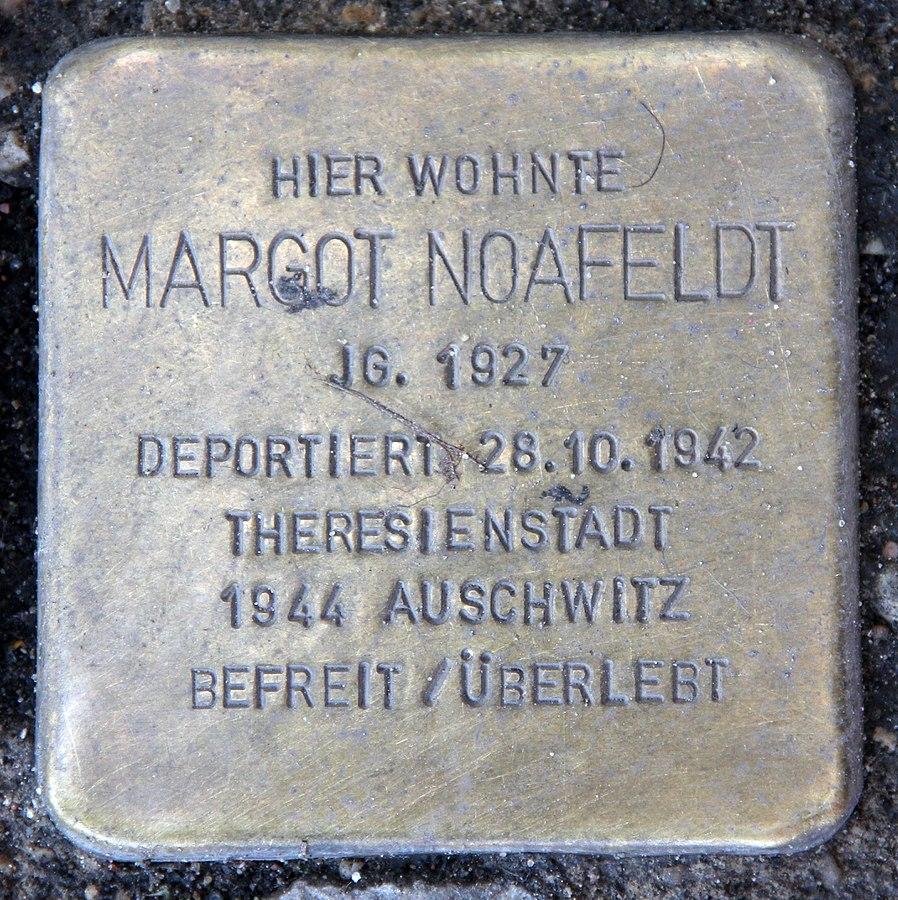 HIER WOHNTE
MARGOT NOAFELDT
JG. 1927
DEPORTIERT 28.10.1942
THERESIENSTADT
1944 AUSCHWITZ
BEFREIT / ÜBERLEBT